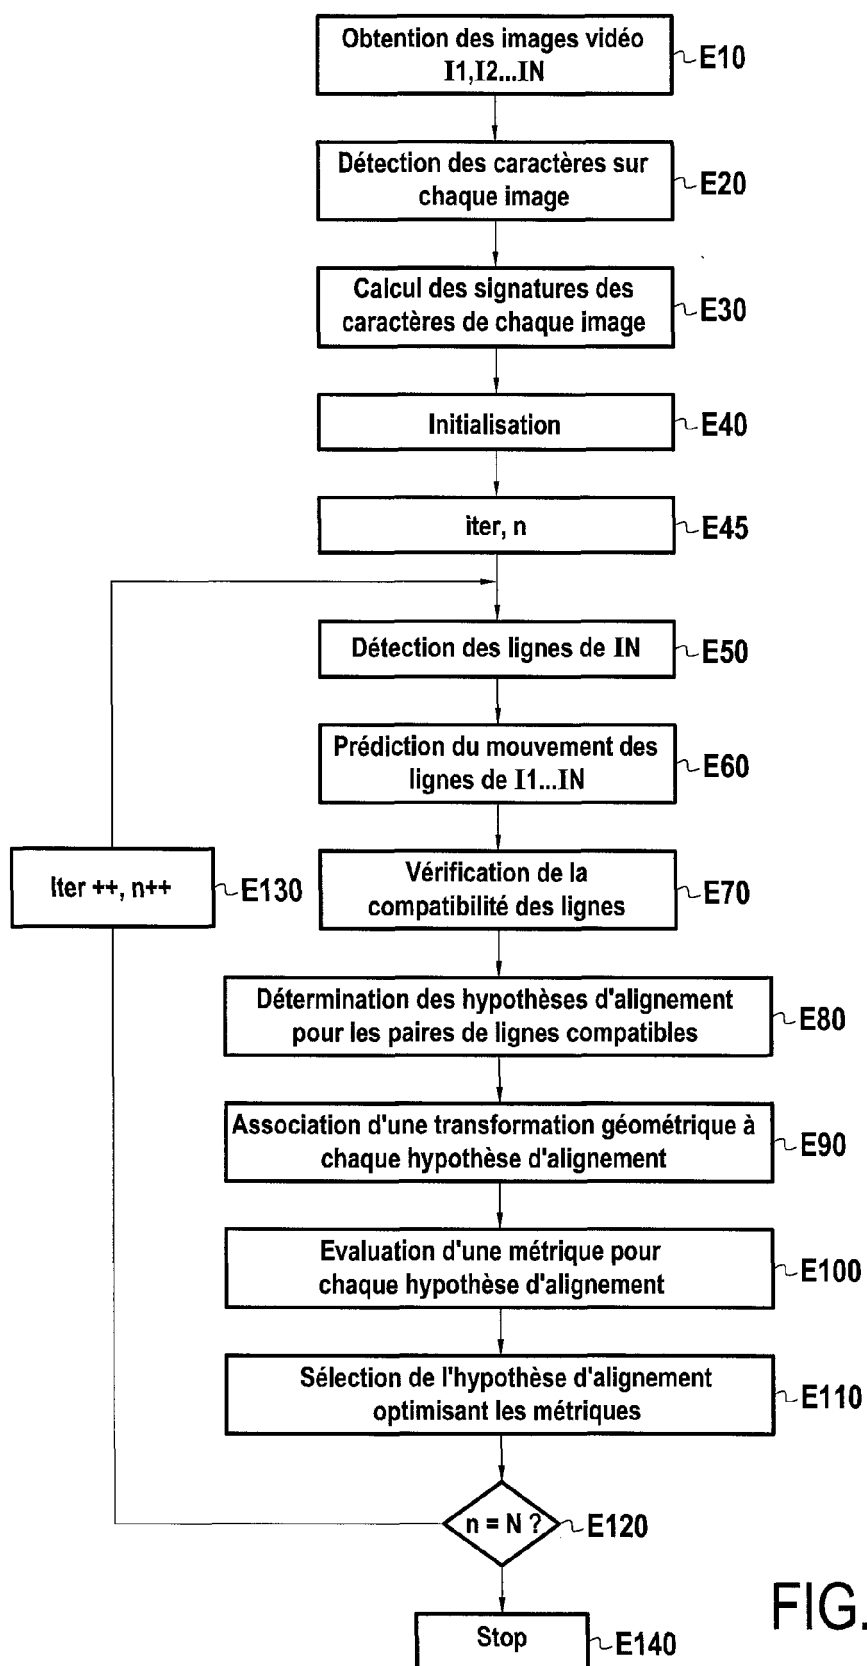 Obtention des images vidéo
I1,I2...IN
E10
Détection des caractères sur
chaque image
E20
Calcul des signatures des
caractères de chaque image
E30
Initialisation
E40
iter, n
E45
Détection des lignes de IN
E50
Prédiction du mouvement des
lignes de I1...IN
E60
Vérification de la
compatibilité des lignes
E70
Iter ++, n++
E130
Détermination des hypothèses d'alignement
pour les paires de lignes compatibles
E80
Association d'une transformation géométrique à
chaque hypothèse d'alignement
E90
Evaluation d'une métrique pour
chaque hypothèse d'alignement
E100
Sélection de l'hypothèse d'alignement
optimisant les métriques
E110
n = N ?
E120
Stop
E140
FIG.